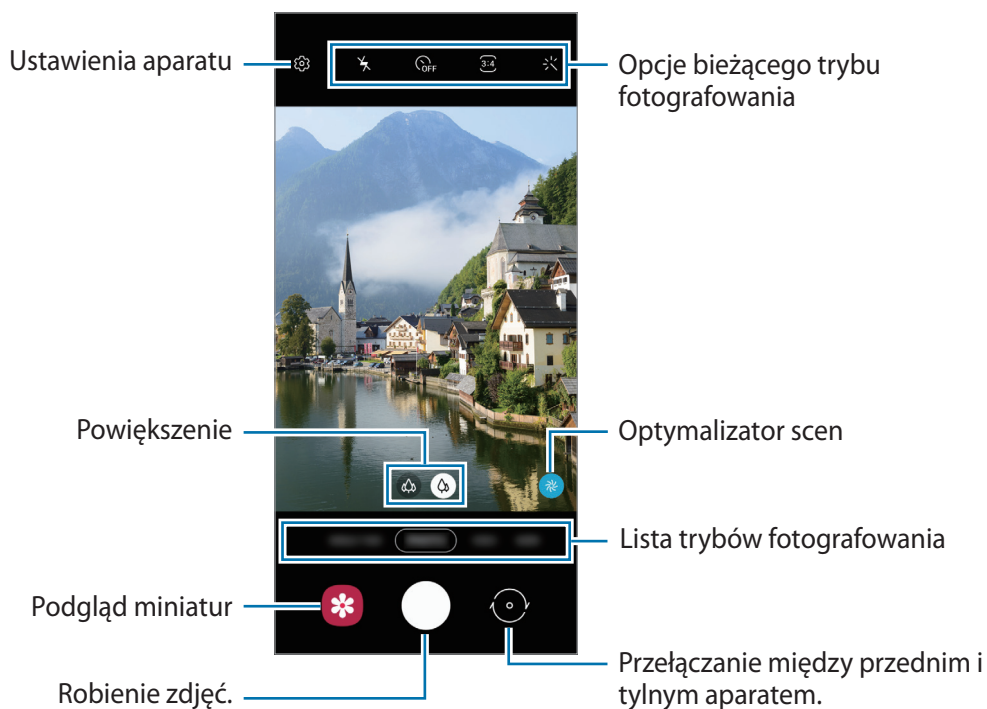 Ustawienia aparatu
OFF
3:4
Opcje bieżącego trybu
fotografowania
Powiększenie
Optymalizator scen
Lista trybów fotografowania
Podgląd miniatur
Robienie zdjęć.
Przełączanie między przednim i
tylnym aparatem.